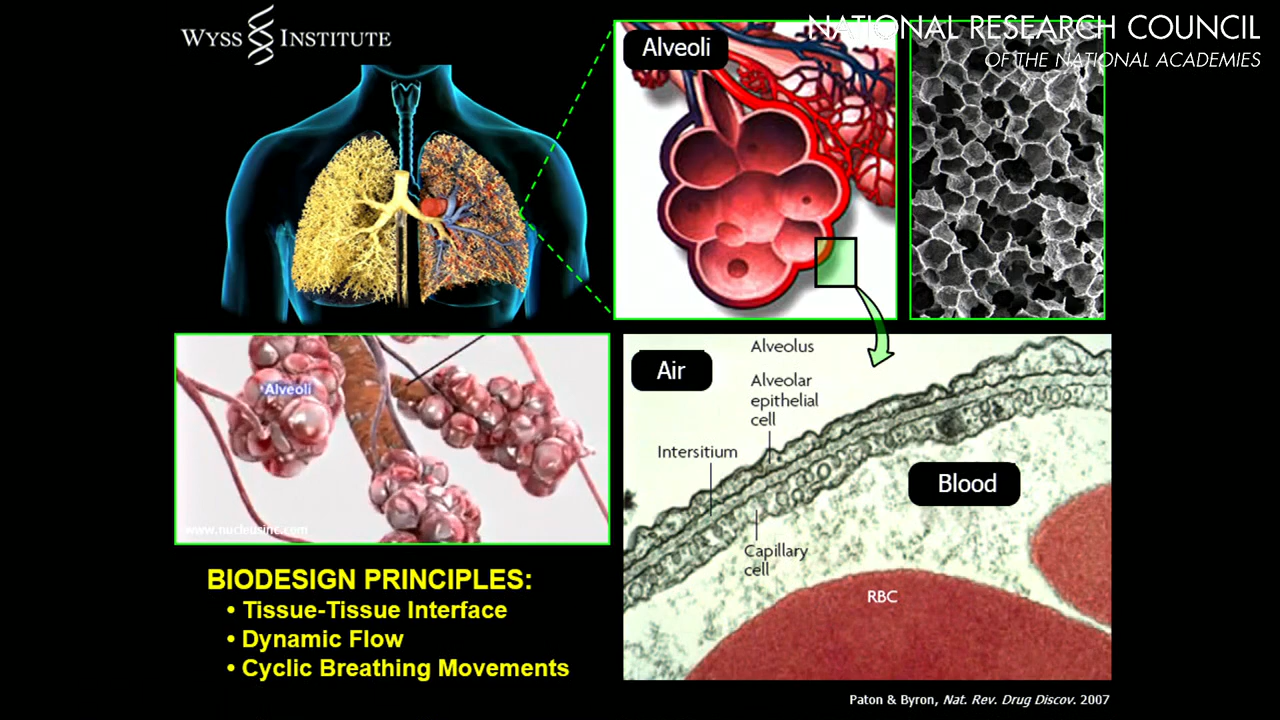 WYSS INSTITUTE
NATIONAL RESEARCH COUNCIL
OF THE NATIONAL ACADEMIES
Alveoli
Alveoli
www.nucleusinc.com
Air
Alveolus
Alveolar
epithelial
cell
Intersitium
Blood
Capillary
cell
RBC
BIODESIGN PRINCIPLES:
• Tissue-Tissue Interface
• Dynamic Flow
• Cyclic Breathing Movements
Paton & Byron, Nat. Rev. Drug Discov. 2007